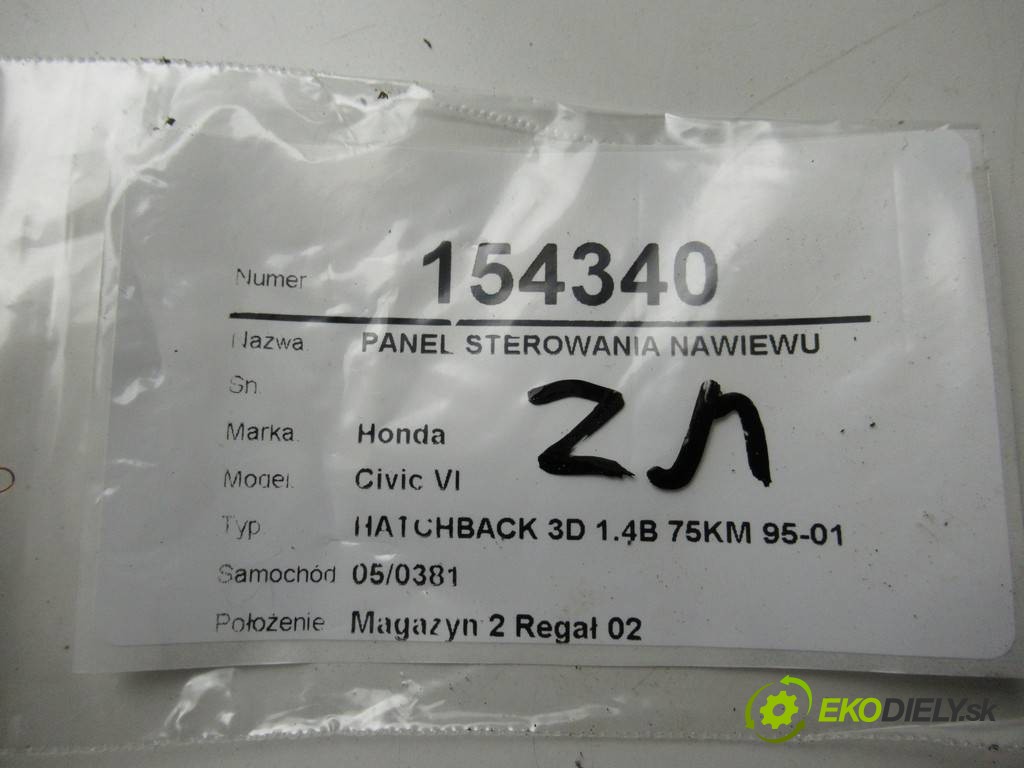 Numer 154340
Nazwa PANEL STEROWANIA NAWIEWU
Sn.
Marka Honda
Model Civic VI
Typ HATCHBACK 3D 1.4B 75KM 95-01
Samochód 05/0381
Położenie Magazyn 2 Regał 02
EKODIELY.sk